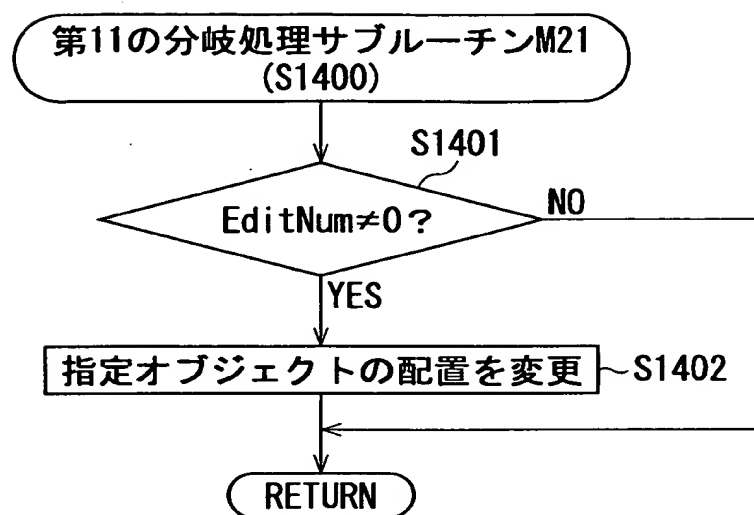 第11の分岐処理サブルーチンM21
(S1400)
S1401
EditNum≠0?
NO
YES
指定オブジェクトの配置を変更
S1402
RETURN